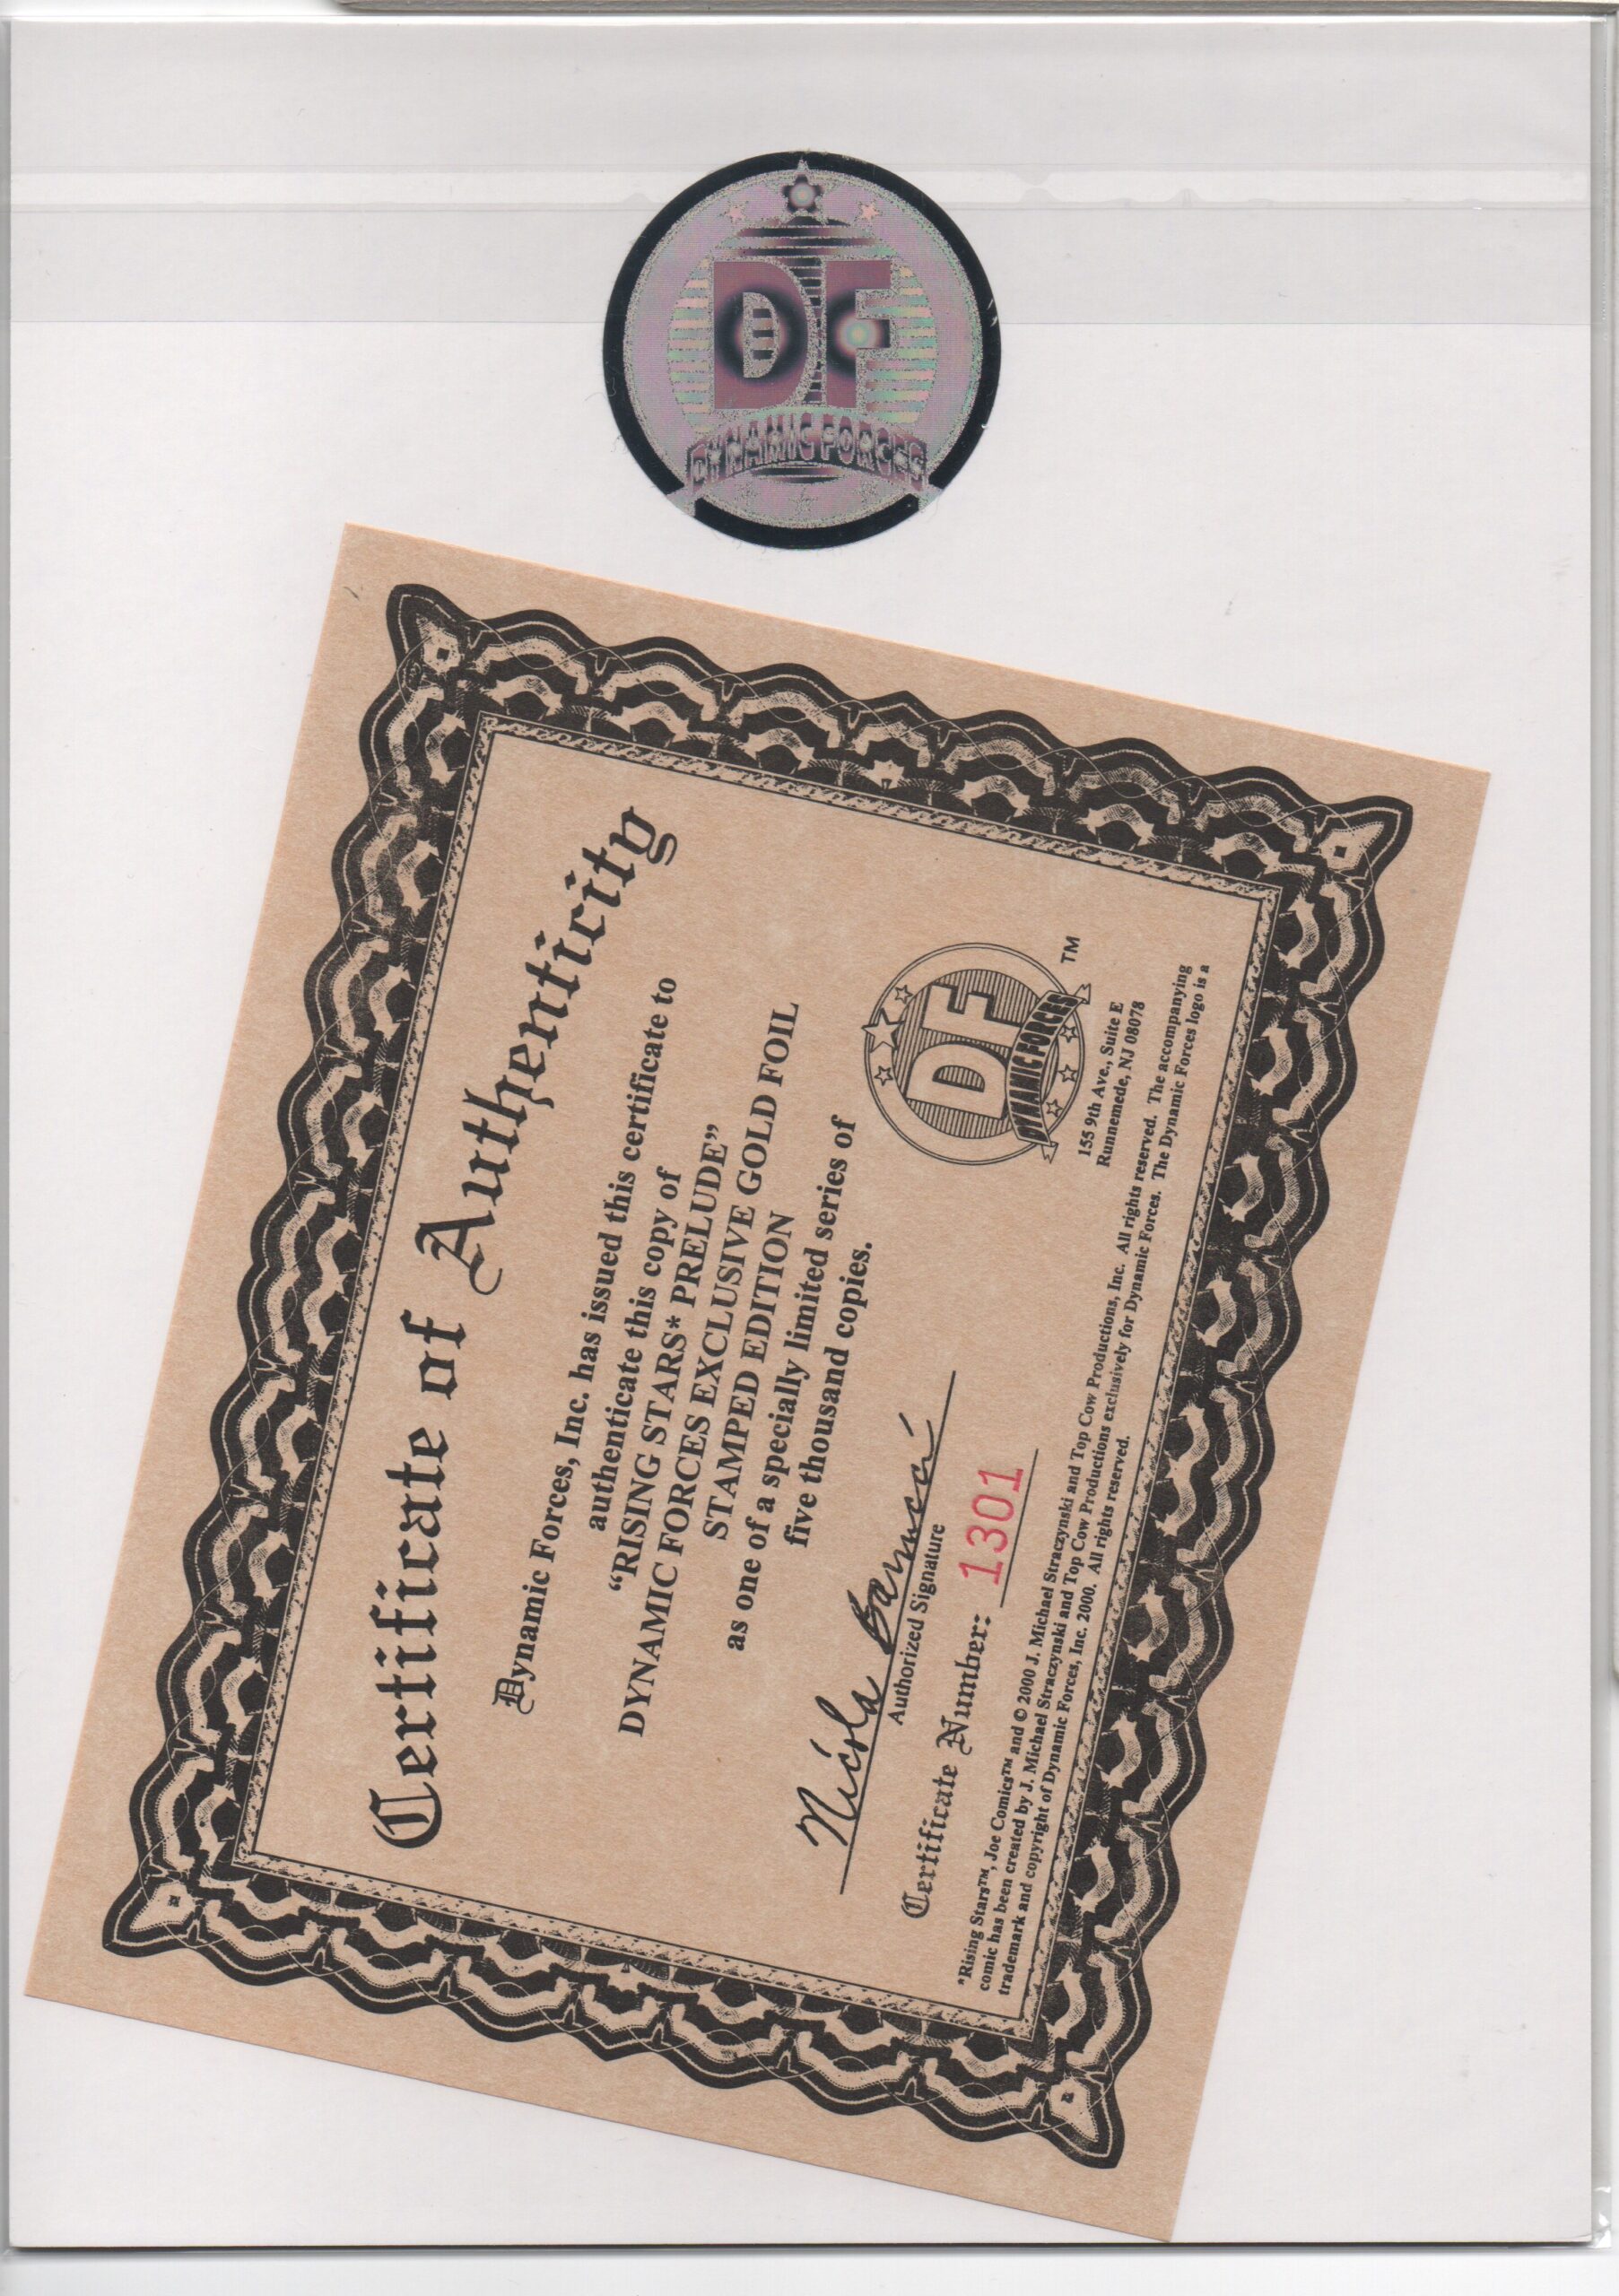 DF
DYNAMIC FORCES
Certificate of Authenticity
Dynamic Forces, Inc. has issued this certificate to
authenticate this copy of
“RISING STARS* PRELUDE”
DYNAMIC FORCES EXCLUSIVE GOLD FOIL
STAMPED EDITION
as one of a specially limited series of
five thousand copies.
Nicola Barrucci
Authorized Signature
Certificate Number: 1301
DF
DYNAMIC FORCES
TM
155 9th Ave., Suite E
Runnemede, NJ 08078
*Rising Stars™, Joe Comics™ and © 2000 J. Michael Straczynski and Top Cow Productions, Inc. All rights reserved. The accompanying
comic has been created by J. Michael Straczynski and Top Cow Productions exclusively for Dynamic Forces. The Dynamic Forces logo is a
trademark and copyright of Dynamic Forces, Inc. 2000. All rights reserved.